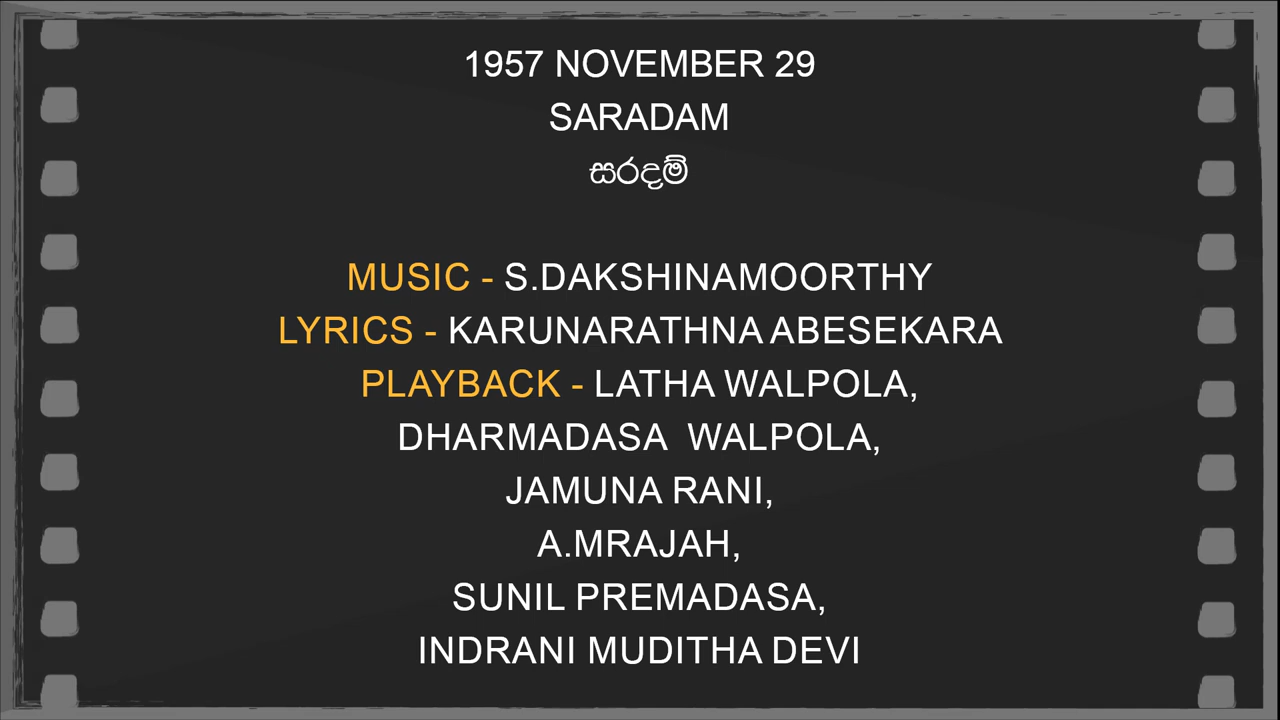 1957 NOVEMBER 29
SARADAM
සරදම්
MUSIC - S.DAKSHINAMOORTHY
LYRICS - KARUNARATHNA ABESEKARA
PLAYBACK - LATHA WALPOLA,
DHARMADASA  WALPOLA,
JAMUNA RANI,
A.MRAJAH,
SUNIL PREMADASA,
INDRANI MUDITHA DEVI